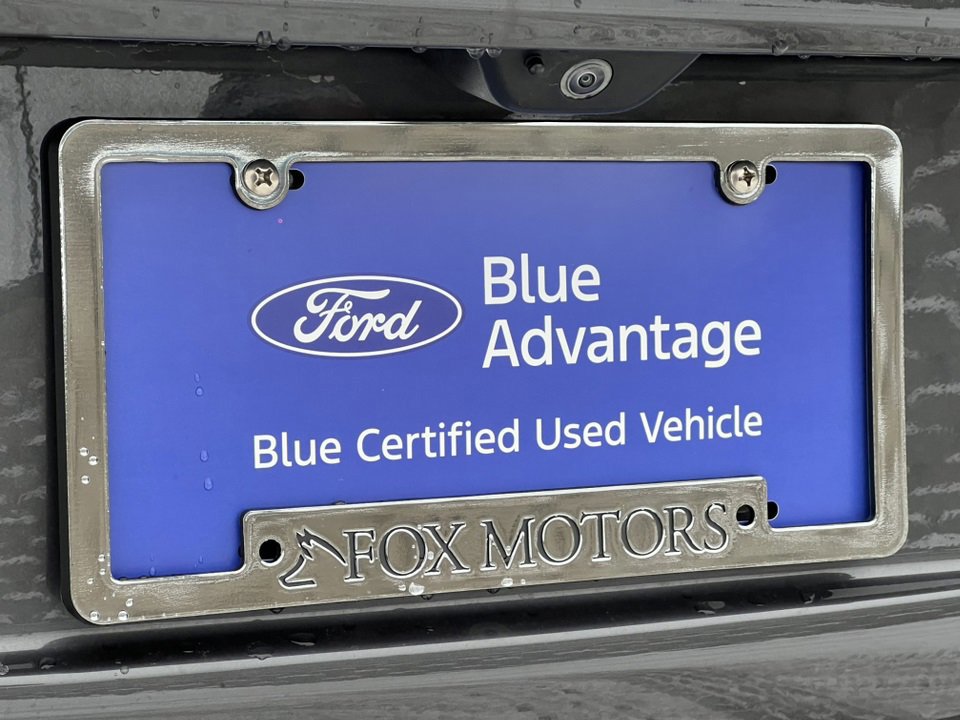 Ford
Blue
Advantage
Blue Certified Used Vehicle
FOX MOTORS